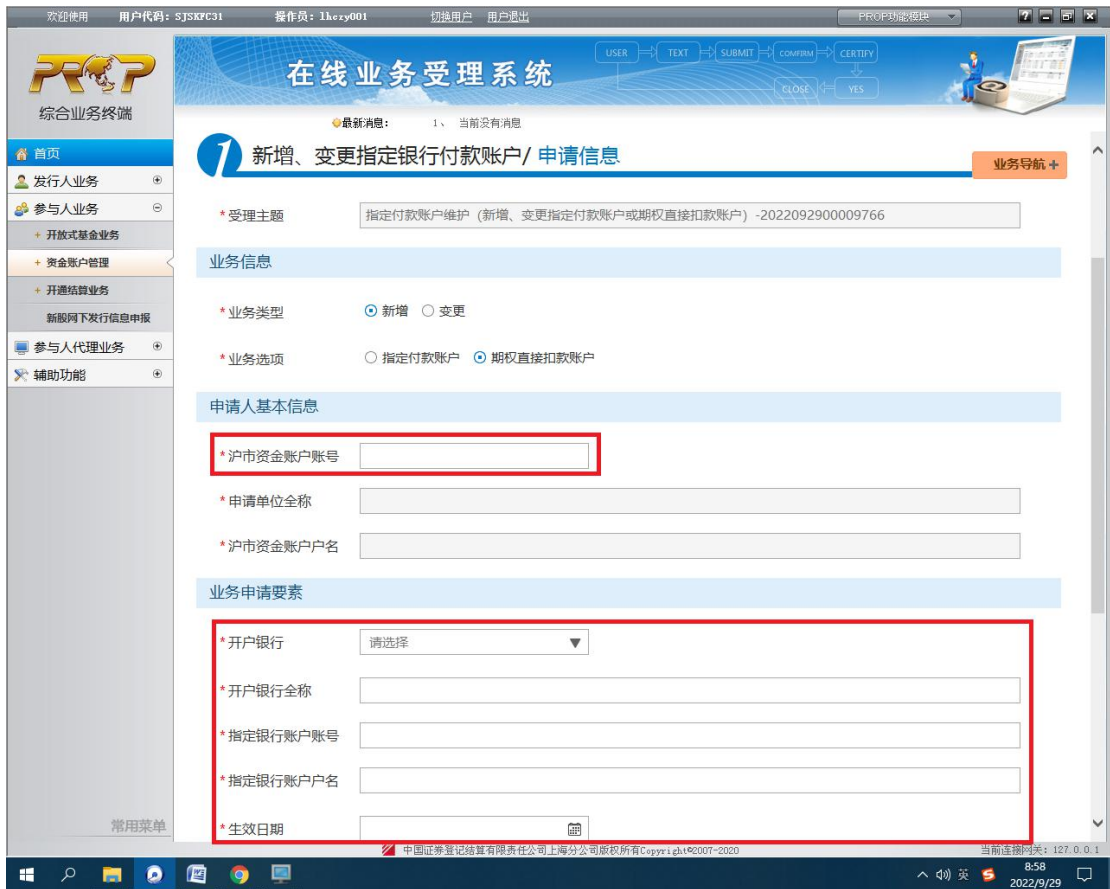 欢迎使用 用户代码: SJSKFC31 操作员: lhezy001 切换用户 用户退出 PROP功能模块
PROP
综合业务终端
在线业务受理系统
USER TEXT SUBMIT COMFIRM CERTIFY
CLOSE YES
最新消息: 1、 当前没有消息
首页
发行人业务
参与人业务
+ 开放式基金业务
+ 资金账户管理
+ 开通结算业务
新股网下发行信息申报
参与人代理业务
辅助功能
常用菜单
1 新增、变更指定银行付款账户/ 申请信息
业务导航 +
*受理主题 指定付款账户维护 (新增、变更指定付款账户或期权直接扣款账户) -2022092900009766
业务信息
*业务类型 新增 变更
*业务选项 指定付款账户 期权直接扣款账户
申请人基本信息
*沪市资金账户账号
*申请单位全称
*沪市资金账户户名
业务申请要素
*开户银行 请选择
*开户银行全称
*指定银行账户账号
*指定银行账户户名
*生效日期
中国证券登记结算有限责任公司上海分公司版权所有Copyright©2007-2020 当前连接网关: 127.0.0.1
英 8:58
2022/9/29